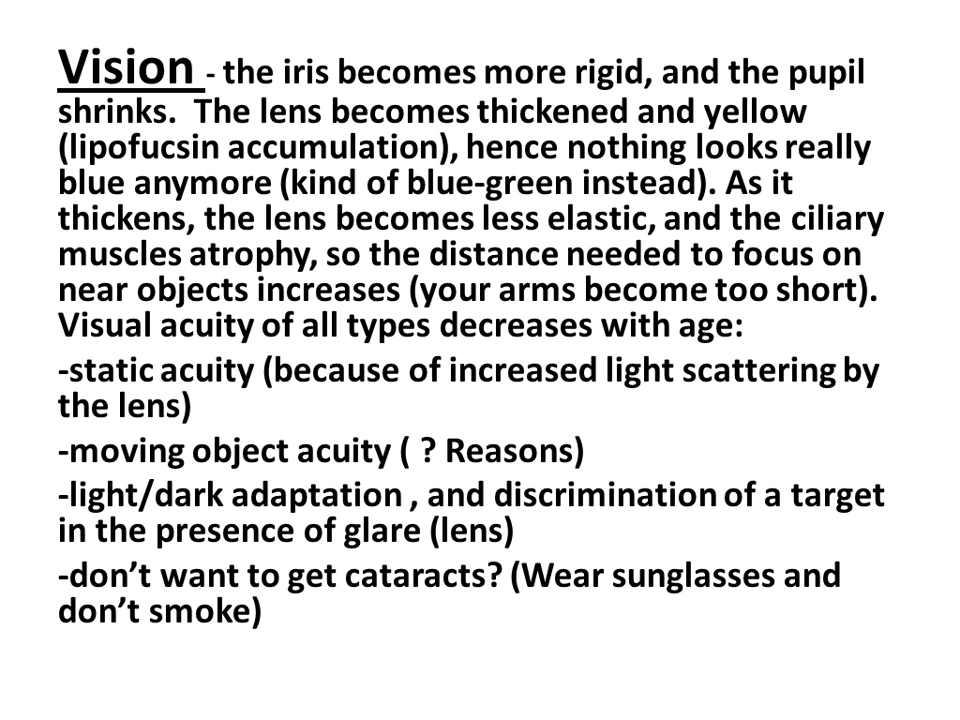 Vision - the iris becomes more rigid, and the pupil
shrinks.  The lens becomes thickened and yellow
(lipofucsin accumulation), hence nothing looks really
blue anymore (kind of blue-green instead). As it
thickens, the lens becomes less elastic, and the ciliary
muscles atrophy, so the distance needed to focus on
near objects increases (your arms become too short).
Visual acuity of all types decreases with age:
-static acuity (because of increased light scattering by
the lens)
-moving object acuity ( ? Reasons)
-light/dark adaptation , and discrimination of a target
in the presence of glare (lens)
-don’t want to get cataracts? (Wear sunglasses and
don’t smoke)